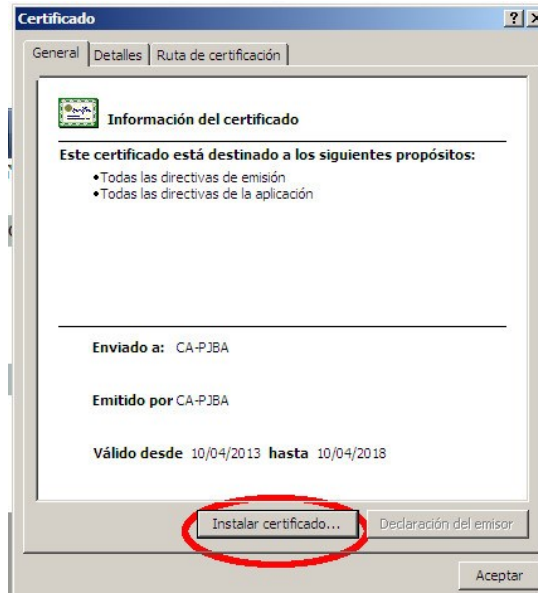 Certificado
General Detalles Ruta de certificación
Información del certificado
Este certificado está destinado a los siguientes propósitos:
•Todas las directivas de emisión
•Todas las directivas de la aplicación
Enviado a: CA-PJBA
Emitido por CA-PJBA
Válido desde 10/04/2013 hasta 10/04/2018
Instalar certificado... Declaración del emisor
Aceptar